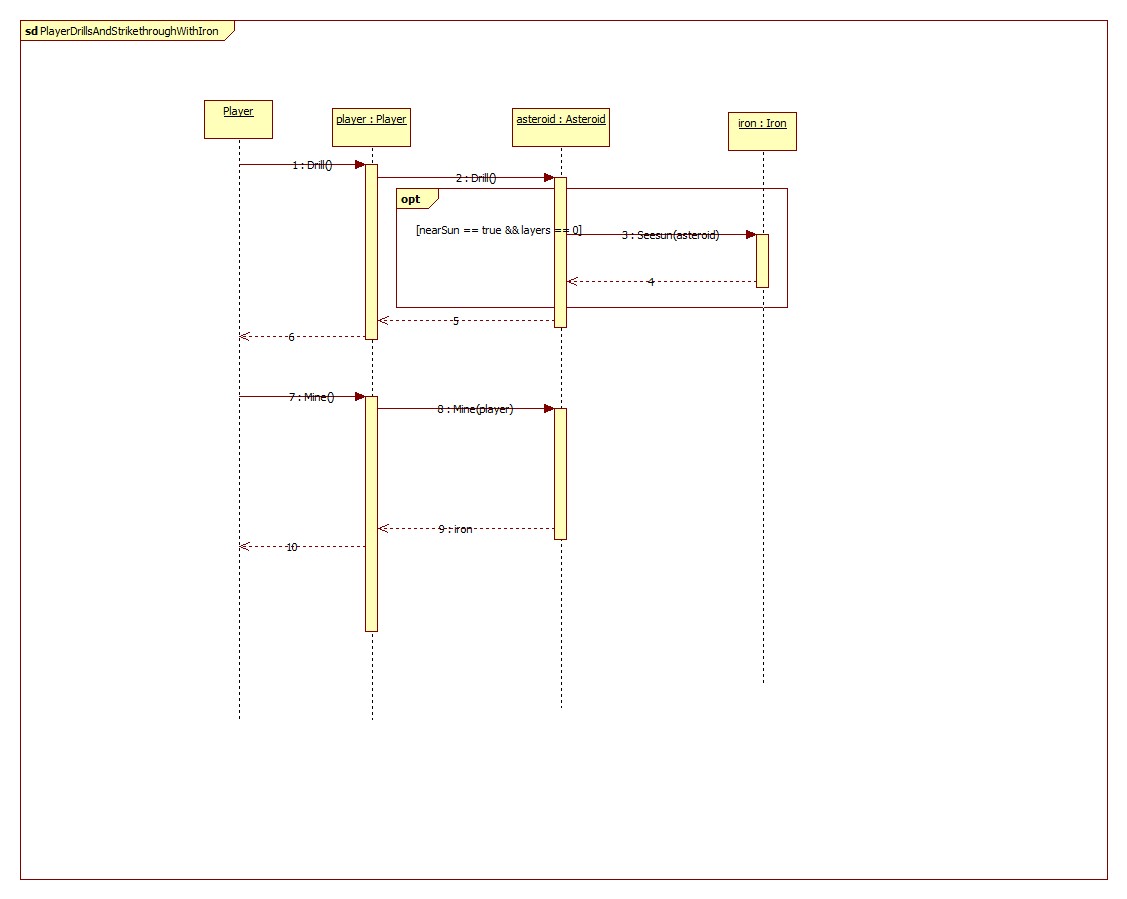 sd PlayerDrillsAndStrikethroughWithIron
Player
player : Player
asteroid : Asteroid
iron : Iron
1 : Drill()
2 : Drill()
opt
[nearSun == true && layers == 0]
3 : Seesun(asteroid)
4
5
6
7 : Mine()
8 : Mine(player)
9 : iron
10